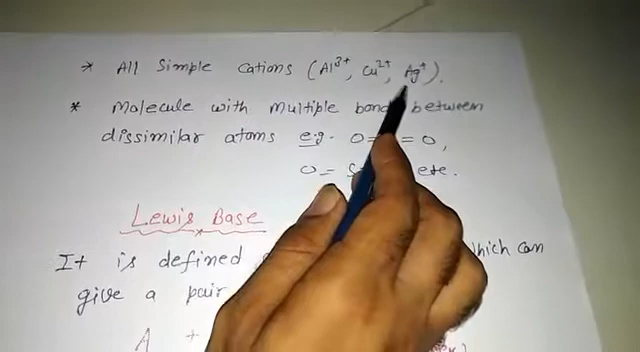 * All Simple Cations (Al³⁺, Cu²⁺, Ag⁺).
* Molecule with multiple bond between
dissimilar atoms e.g. O= =O,
O= S etc.
Lewis Base
It is defined which can
give a pair
A +